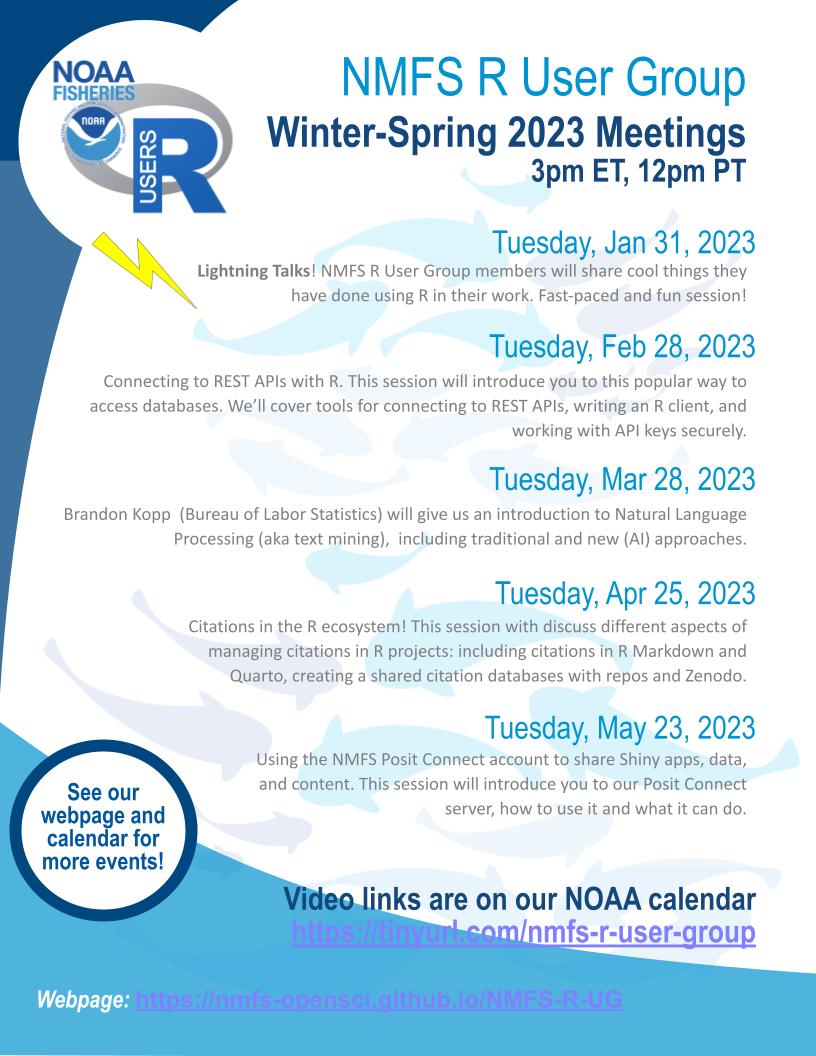 NOAA
FISHERIES
NOAA
USERS
R
NMFS R User Group
Winter-Spring 2023 Meetings
3pm ET, 12pm PT
Tuesday, Jan 31, 2023
Lightning Talks! NMFS R User Group members will share cool things they
have done using R in their work. Fast-paced and fun session!
Tuesday, Feb 28, 2023
Connecting to REST APIs with R. This session will introduce you to this popular way to
access databases. We’ll cover tools for connecting to REST APIs, writing an R client, and
working with API keys securely.
Tuesday, Mar 28, 2023
Brandon Kopp  (Bureau of Labor Statistics) will give us an introduction to Natural Language
Processing (aka text mining),  including traditional and new (AI) approaches.
Tuesday, Apr 25, 2023
Citations in the R ecosystem! This session with discuss different aspects of
managing citations in R projects: including citations in R Markdown and
Quarto, creating a shared citation databases with repos and Zenodo.
Tuesday, May 23, 2023
Using the NMFS Posit Connect account to share Shiny apps, data,
and content. This session will introduce you to our Posit Connect
server, how to use it and what it can do.
See our
webpage and
calendar for
more events!
Video links are on our NOAA calendar
https://tinyurl.com/nmfs-r-user-group
Webpage: https://nmfs-opensci.github.io/NMFS-R-UG